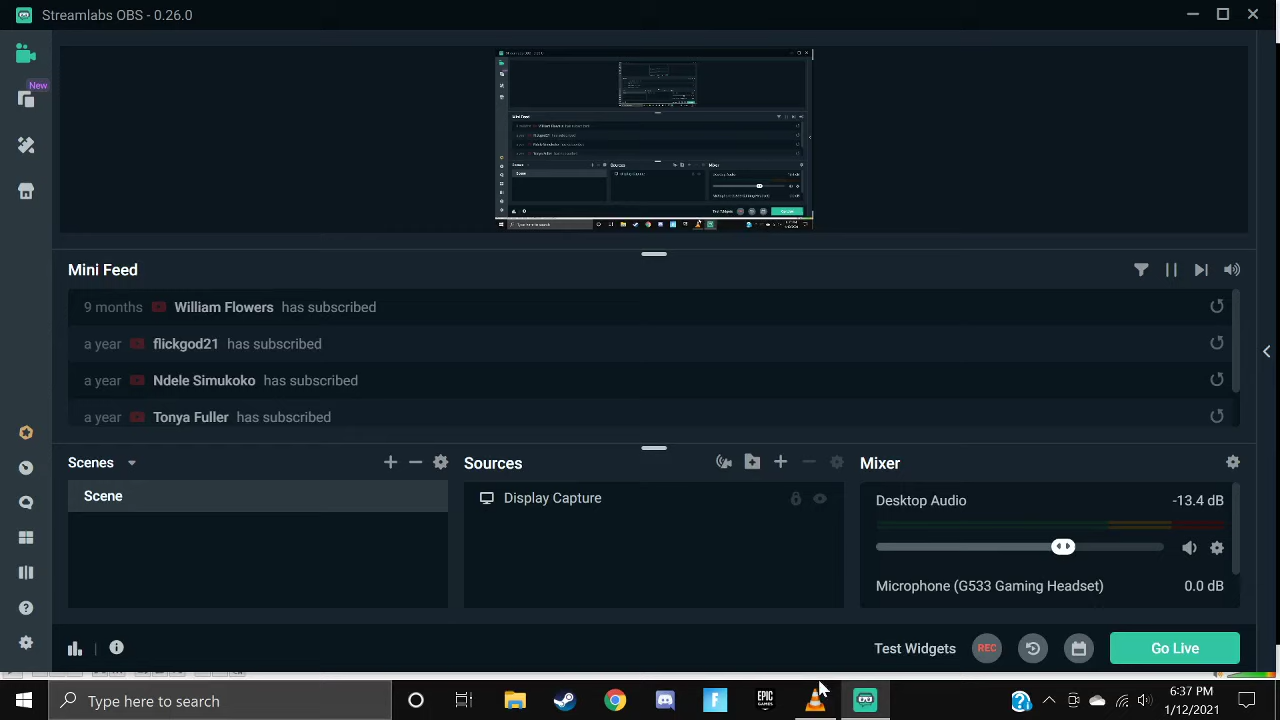 Streamlabs OBS - 0.26.0
New
Mini Feed
9 months William Flowers has subscribed
a year flickgod21 has subscribed
a year Ndele Simukoko has subscribed
a year Tonya Fuller has subscribed
Scenes
Scene
Sources
Display Capture
Mixer
Desktop Audio -13.4 dB
Microphone (G533 Gaming Headset) 0.0 dB
Test Widgets REC Go Live
Type here to search
EPIC GAMES
6:37 PM
1/12/2021